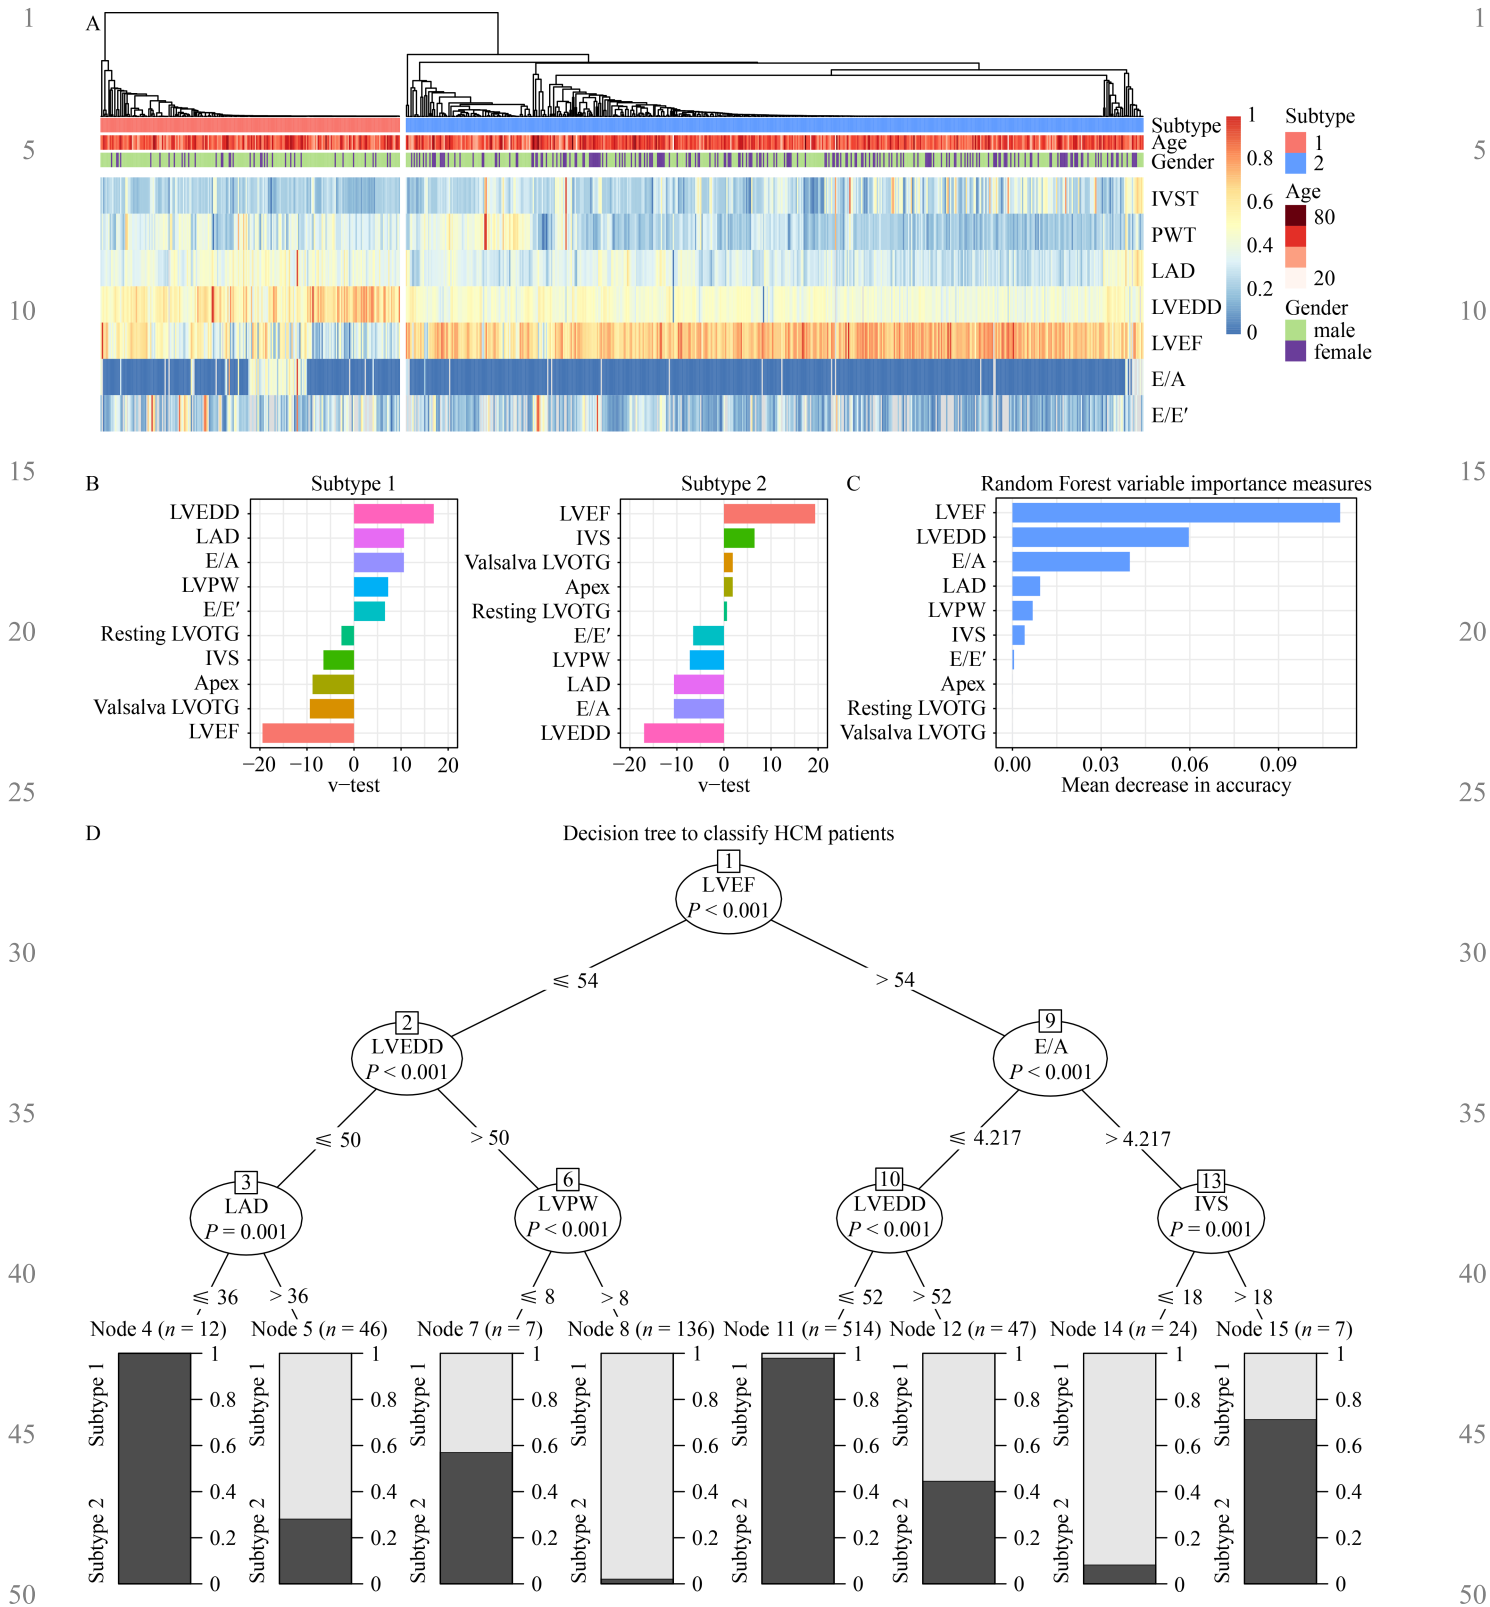 1 1
A
Subtype
Age
Gender
IVST
PWT
LAD
LVEDD
LVEF
E/A
E/E′
1
0.8
0.6
0.4
0.2
0
Subtype
1
2
Age
80
20
Gender
male
female
5 5
10 10
15 15
B
Subtype 1
LVEDD
LAD
E/A
LVPW
E/E′
Resting LVOTG
IVS
Apex
Valsalva LVOTG
LVEF
−20 −10 0 10 20
v−test
Subtype 2
LVEF
IVS
Valsalva LVOTG
Apex
Resting LVOTG
E/E′
LVPW
LAD
E/A
LVEDD
−20 −10 0 10 20
v−test
C
Random Forest variable importance measures
LVEF
LVEDD
E/A
LAD
LVPW
IVS
E/E′
Apex
Resting LVOTG
Valsalva LVOTG
0.00 0.03 0.06 0.09
Mean decrease in accuracy
20 20
25 25
D
Decision tree to classify HCM patients
1
LVEF
P < 0.001
30 30
⩽ 54 > 54
2 9
LVEDD E/A
P < 0.001 P < 0.001
35 35
⩽ 50 > 50 ⩽ 4.217 > 4.217
3 6 10 13
LAD LVPW LVEDD IVS
P = 0.001 P < 0.001 P < 0.001 P = 0.001
40 40
⩽ 36 > 36 ⩽ 8 > 8 ⩽ 52 > 52 ⩽ 18 > 18
Node 4 (n = 12) Node 5 (n = 46) Node 7 (n = 7) Node 8 (n = 136) Node 11 (n = 514) Node 12 (n = 47) Node 14 (n = 24) Node 15 (n = 7)
1 1 1 1 1 1 1 1
0.8 0.8 0.8 0.8 0.8 0.8 0.8 0.8
Subtype 1 Subtype 1 Subtype 1 Subtype 1 Subtype 1 Subtype 1 Subtype 1 Subtype 1
45 45
0.6 0.6 0.6 0.6 0.6 0.6 0.6 0.6
0.4 0.4 0.4 0.4 0.4 0.4 0.4 0.4
Subtype 2 Subtype 2 Subtype 2 Subtype 2 Subtype 2 Subtype 2 Subtype 2 Subtype 2
0.2 0.2 0.2 0.2 0.2 0.2 0.2 0.2
0 0 0 0 0 0 0 0
50 50